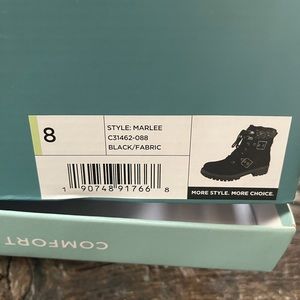 8
STYLE: MARLEE
C31462-088
BLACK/FABRIC
1 90748 91766 8
MORE STYLE. MORE CHOICE.
COMFORT